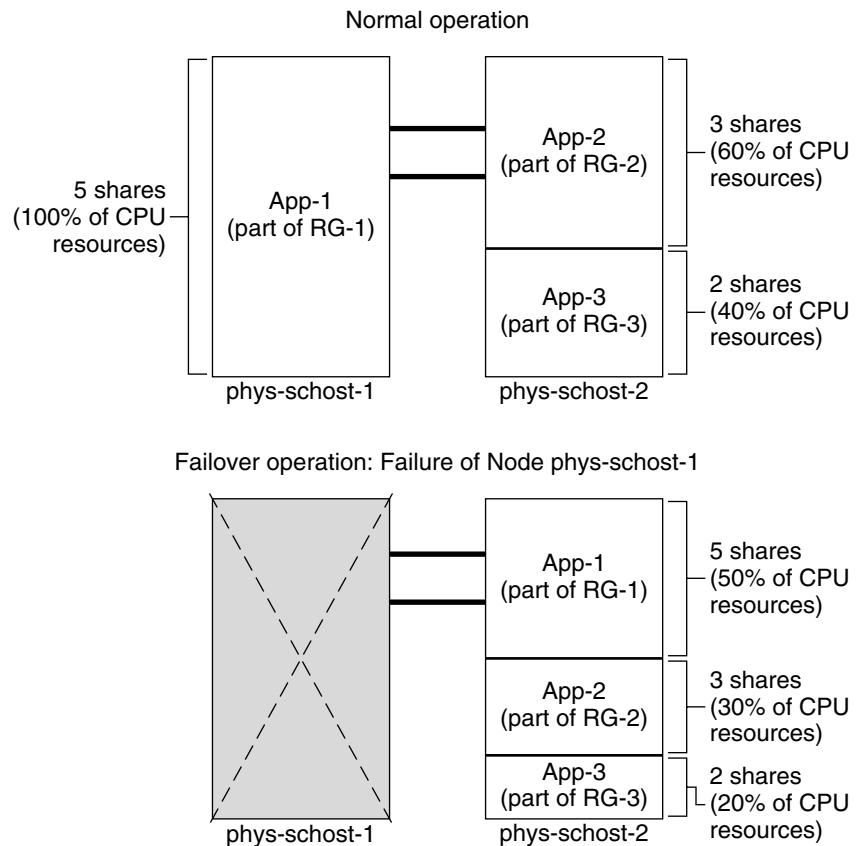 Normal operation
5 shares
(100% of CPU
resources)
App-1
(part of RG-1)
App-2
(part of RG-2)
3 shares
(60% of CPU
resources)
App-3
(part of RG-3)
2 shares
(40% of CPU
resources)
phys-schost-1
phys-schost-2
Failover operation: Failure of Node phys-schost-1
App-1
(part of RG-1)
5 shares
(50% of CPU
resources)
App-2
(part of RG-2)
3 shares
(30% of CPU
resources)
App-3
(part of RG-3)
2 shares
(20% of CPU
resources)
phys-schost-1
phys-schost-2